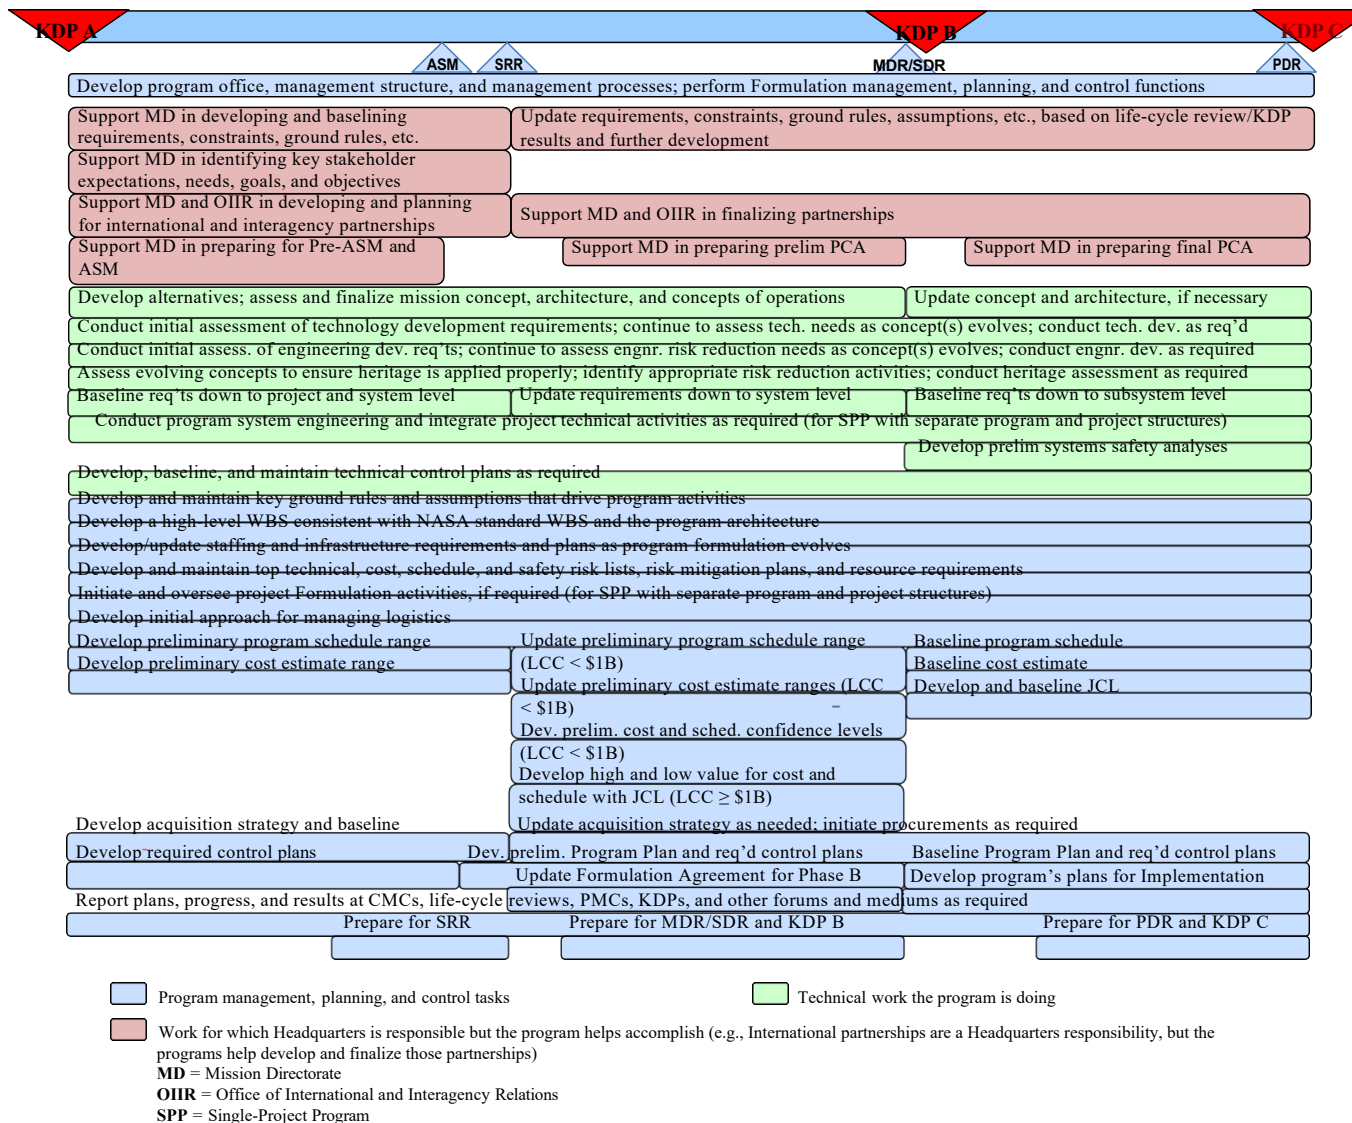 KDP A
KDP B
KDP C
ASM
SRR
MDR/SDR
PDR
Develop program office, management structure, and management processes; perform Formulation management, planning, and control functions
Support MD in developing and baselining
requirements, constraints, ground rules, etc.
Update requirements, constraints, ground rules, assumptions, etc., based on life-cycle review/KDP
results and further development
Support MD in identifying key stakeholder
expectations, needs, goals, and objectives
Support MD and OIIR in developing and planning
for international and interagency partnerships
Support MD and OIIR in finalizing partnerships
Support MD in preparing for Pre-ASM and
ASM
Support MD in preparing prelim PCA
Support MD in preparing final PCA
Develop alternatives; assess and finalize mission concept, architecture, and concepts of operations
Update concept and architecture, if necessary
Conduct initial assessment of technology development requirements; continue to assess tech. needs as concept(s) evolves; conduct tech. dev. as req’d
Conduct initial assess. of engineering dev. req’ts; continue to assess engnr. risk reduction needs as concept(s) evolves; conduct engnr. dev. as required
Assess evolving concepts to ensure heritage is applied properly; identify appropriate risk reduction activities; conduct heritage assessment as required
Baseline req’ts down to project and system level
Update requirements down to system level
Baseline req’ts down to subsystem level
Conduct program system engineering and integrate project technical activities as required (for SPP with separate program and project structures)
Develop prelim systems safety analyses
Develop, baseline, and maintain technical control plans as required
Develop and maintain key ground rules and assumptions that drive program activities
Develop a high-level WBS consistent with NASA standard WBS and the program architecture
Develop/update staffing and infrastructure requirements and plans as program formulation evolves
Develop and maintain top technical, cost, schedule, and safety risk lists, risk mitigation plans, and resource requirements
Initiate and oversee project Formulation activities, if required (for SPP with separate program and project structures)
Develop initial approach for managing logistics
Develop preliminary program schedule range
Develop preliminary cost estimate range
Update preliminary program schedule range
(LCC < $1B)
Update preliminary cost estimate ranges (LCC
< $1B)
Dev. prelim. cost and sched. confidence levels
(LCC < $1B)
Develop high and low value for cost and
schedule with JCL (LCC ≥ $1B)
Baseline program schedule
Baseline cost estimate
Develop and baseline JCL
Develop acquisition strategy and baseline
Update acquisition strategy as needed; initiate procurements as required
Develop required control plans
Dev. prelim. Program Plan and req’d control plans
Baseline Program Plan and req’d control plans
Update Formulation Agreement for Phase B
Develop program’s plans for Implementation
Report plans, progress, and results at CMCs, life-cycle reviews, PMCs, KDPs, and other forums and mediums as required
Prepare for SRR
Prepare for MDR/SDR and KDP B
Prepare for PDR and KDP C
Program management, planning, and control tasks
Technical work the program is doing
Work for which Headquarters is responsible but the program helps accomplish (e.g., International partnerships are a Headquarters responsibility, but the
programs help develop and finalize those partnerships)
MD = Mission Directorate
OIIR = Office of International and Interagency Relations
SPP = Single-Project Program